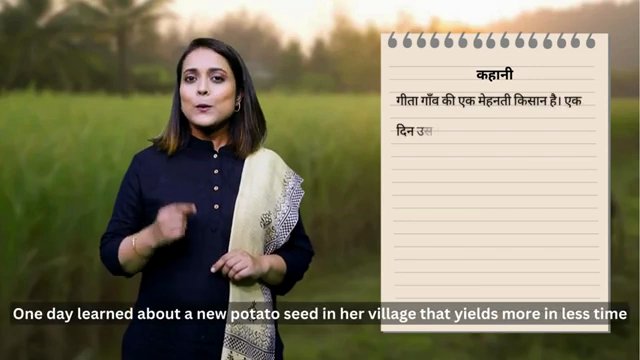 कहानी
गीता गाँव की एक मेहनती किसान है। एक
दिन उस
One day learned about a new potato seed in her village that yields more in less time